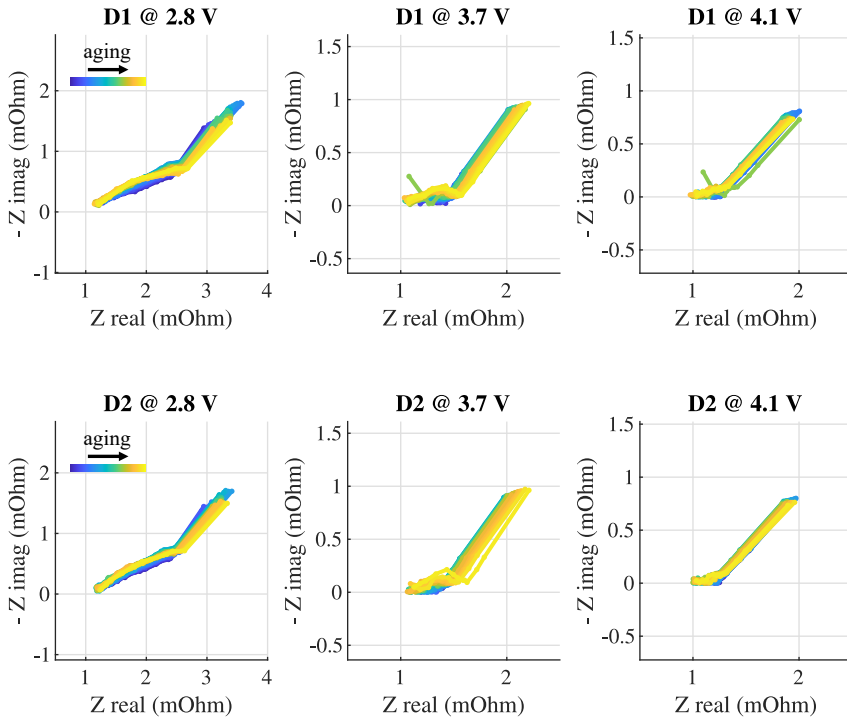 D1 @ 2.8 V
D1 @ 3.7 V
D1 @ 4.1 V
aging
- Z imag (mOhm)
2
1
0
-1
1
2
3
4
Z real (mOhm)
- Z imag (mOhm)
1.5
1
0.5
0
-0.5
1
2
Z real (mOhm)
- Z imag (mOhm)
1.5
1
0.5
0
-0.5
1
2
Z real (mOhm)
D2 @ 2.8 V
D2 @ 3.7 V
D2 @ 4.1 V
aging
- Z imag (mOhm)
2
1
0
-1
1
2
3
4
Z real (mOhm)
- Z imag (mOhm)
1.5
1
0.5
0
-0.5
1
2
Z real (mOhm)
- Z imag (mOhm)
1.5
1
0.5
0
-0.5
1
2
Z real (mOhm)